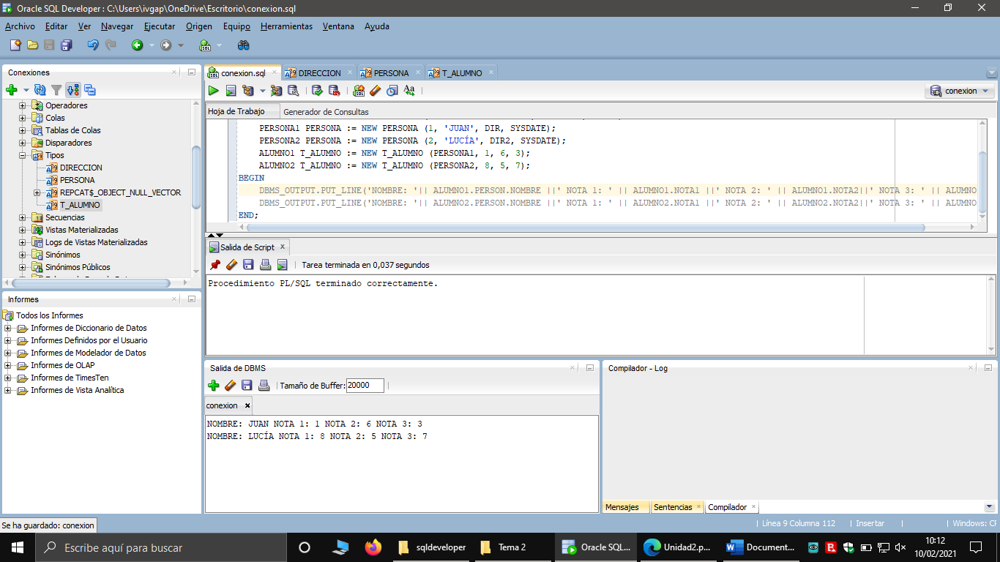 Oracle SQL Developer : C:\Users\ivgap\OneDrive\Escritorio\conexion.sql
Archivo Editar Ver Navegar Ejecutar Origen Equipo Herramientas Ventana Ayuda
Conexiones
Operadores
Colas
Tablas de Colas
Disparadores
Tipos
DIRECCION
PERSONA
REPCAT$_OBJECT_NULL_VECTOR
T_ALUMNO
Secuencias
Vistas Materializadas
Logs de Vistas Materializadas
Sinónimos
Sinónimos Públicos
Informes
Todos los Informes
Informes de Diccionario de Datos
Informes Definidos por el Usuario
Informes de Modelador de Datos
Informes de OLAP
Informes de TimesTen
Informes de Vista Analítica
conexion.sql DIRECCION PERSONA T_ALUMNO
conexion
Hoja de Trabajo Generador de Consultas
PERSONA1 PERSONA := NEW PERSONA (1, 'JUAN', DIR, SYSDATE);
PERSONA2 PERSONA := NEW PERSONA (2, 'LUCÍA', DIR2, SYSDATE);
ALUMNO1 T_ALUMNO := NEW T_ALUMNO (PERSONA1, 1, 6, 3);
ALUMNO2 T_ALUMNO := NEW T_ALUMNO (PERSONA2, 8, 5, 7);
BEGIN
DBMS_OUTPUT.PUT_LINE('NOMBRE: '|| ALUMNO1.PERSON.NOMBRE ||' NOTA 1: ' || ALUMNO1.NOTA1 ||' NOTA 2: ' || ALUMNO1.NOTA2||' NOTA 3: ' || ALUMNO
DBMS_OUTPUT.PUT_LINE('NOMBRE: '|| ALUMNO2.PERSON.NOMBRE ||' NOTA 1: ' || ALUMNO2.NOTA1 ||' NOTA 2: ' || ALUMNO2.NOTA2||' NOTA 3: ' || ALUMNO
END;
Salida de Script
Tarea terminada en 0,037 segundos
Procedimiento PL/SQL terminado correctamente.
Salida de DBMS
Tamaño de Buffer: 20000
conexion
NOMBRE: JUAN NOTA 1: 1 NOTA 2: 6 NOTA 3: 3
NOMBRE: LUCÍA NOTA 1: 8 NOTA 2: 5 NOTA 3: 7
Compilador - Log
Mensajes Sentencias Compilador
Se ha guardado: conexion
Línea 9 Columna 112 Insertar Windows: CF
Escribe aquí para buscar
sqldeveloper Tema 2 Oracle SQL... Unidad2.p... Document...
10:12
10/02/2021